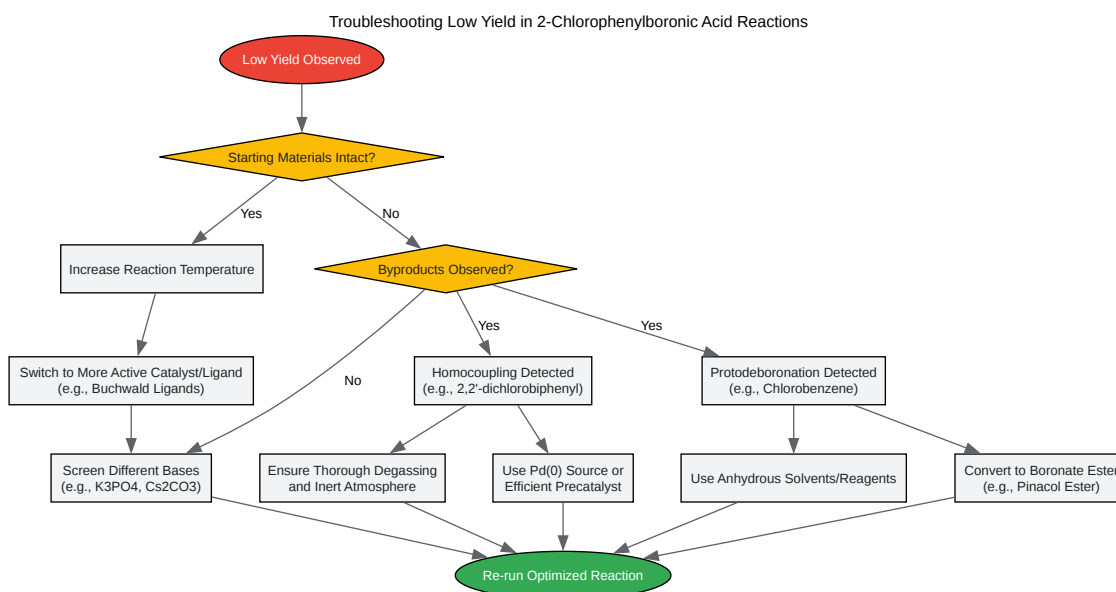 Troubleshooting Low Yield in 2-Chlorophenylboronic Acid Reactions
Low Yield Observed
Starting Materials Intact?
Yes
No
Increase Reaction Temperature
Byproducts Observed?
Yes
Yes
Switch to More Active Catalyst/Ligand
(e.g., Buchwald Ligands)
No
Homocoupling Detected
(e.g., 2,2'-dichlorobiphenyl)
Protodeboronation Detected
(e.g., Chlorobenzene)
Screen Different Bases
(e.g., K3PO4, Cs2CO3)
Ensure Thorough Degassing
and Inert Atmosphere
Use Pd(0) Source or
Efficient Precatalyst
Use Anhydrous Solvents/Reagents
Convert to Boronate Ester
(e.g., Pinacol Ester)
Re-run Optimized Reaction